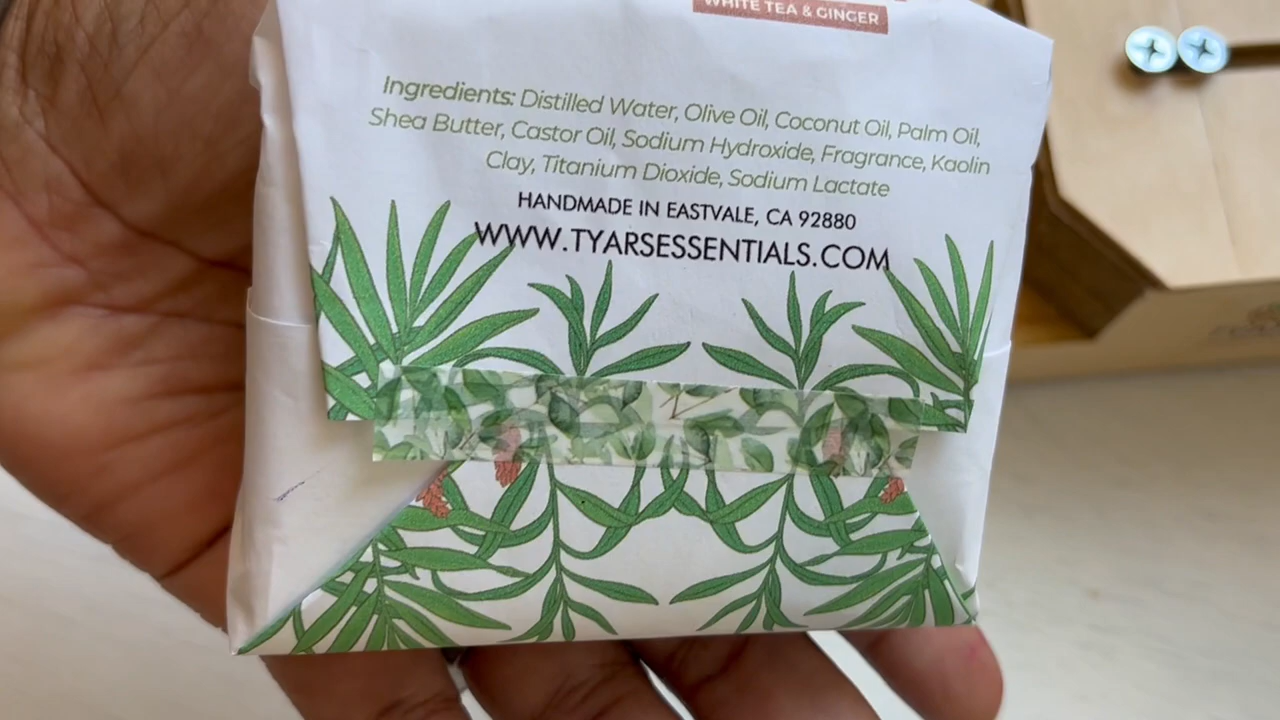 WHITE TEA & GINGER
Ingredients: Distilled Water, Olive Oil, Coconut Oil, Palm Oil,
Shea Butter, Castor Oil, Sodium Hydroxide, Fragrance, Kaolin
Clay, Titanium Dioxide, Sodium Lactate
HANDMADE IN EASTVALE, CA 92880
WWW.TYARSESSENTIALS.COM